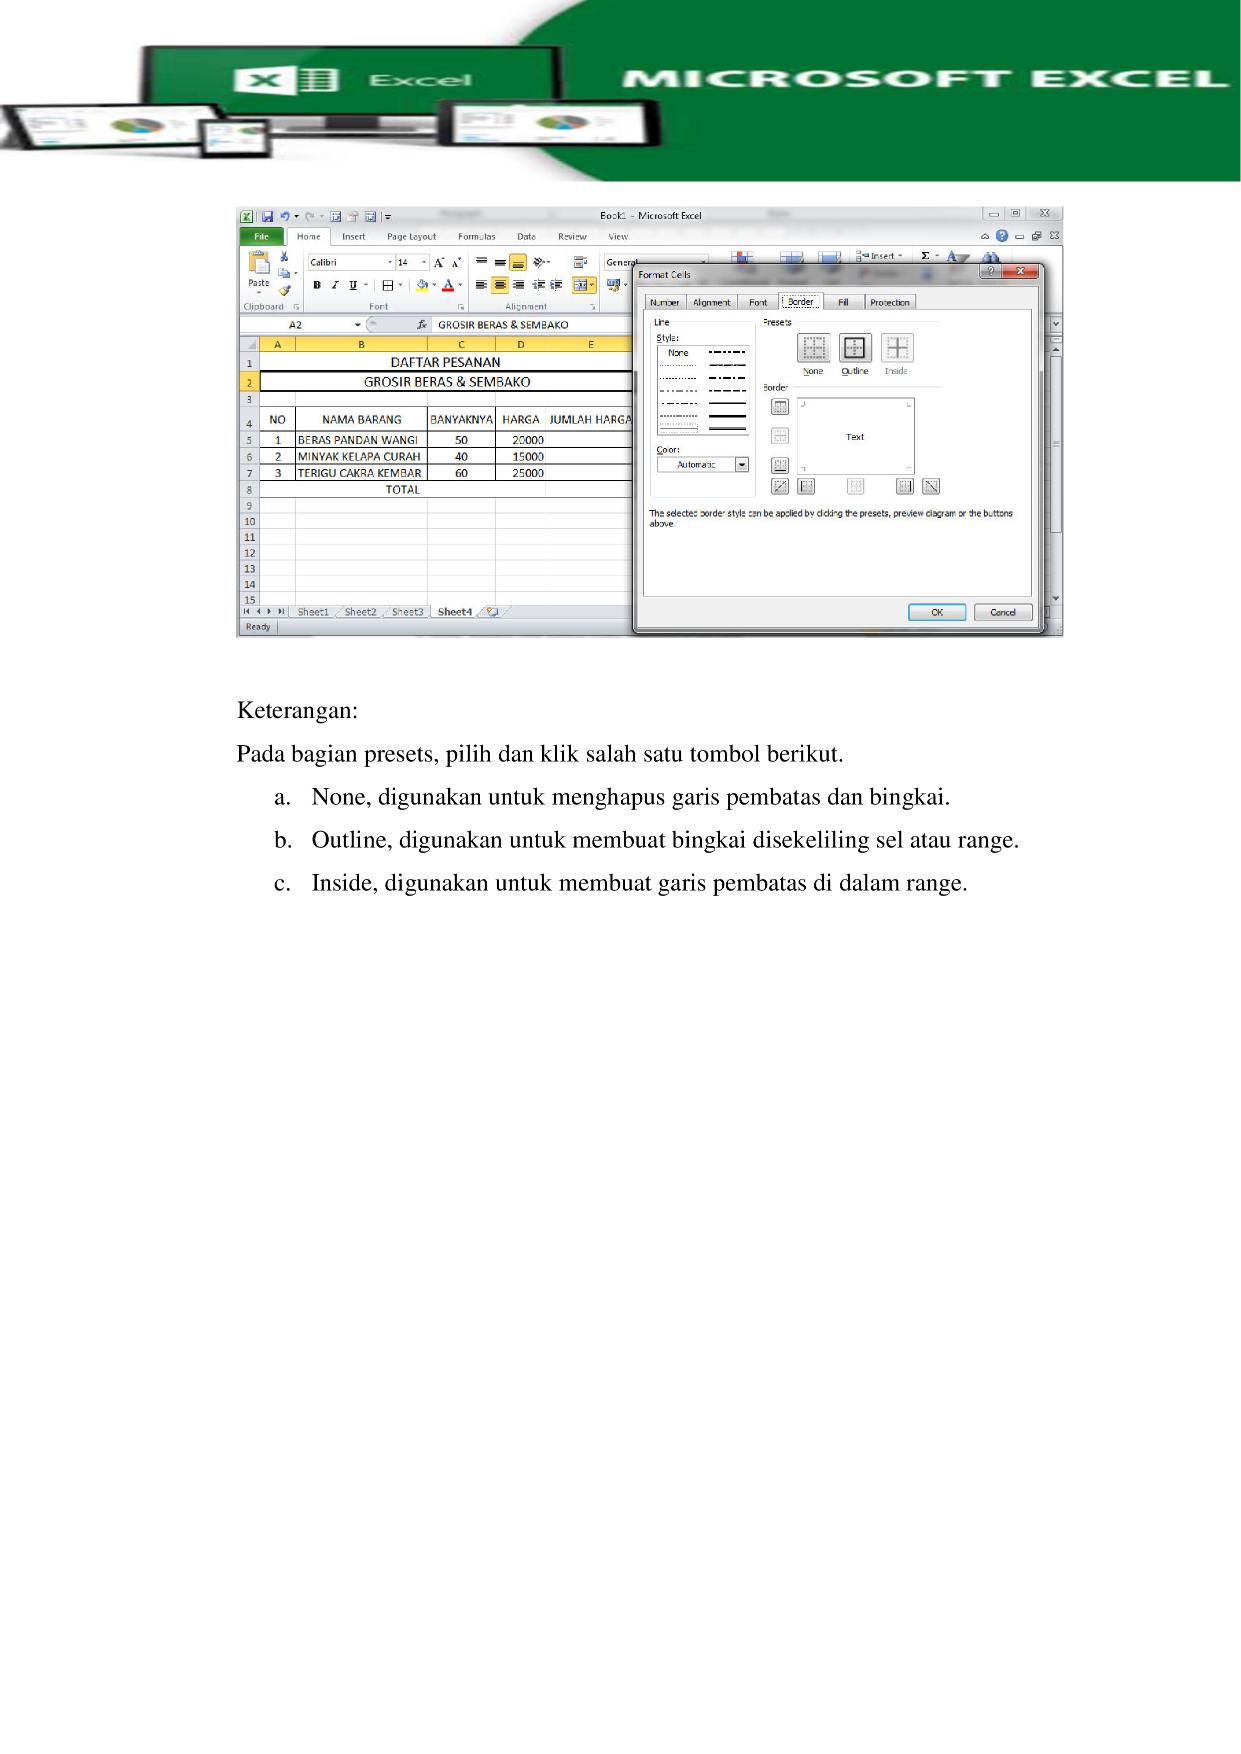 Excel
MICROSOFT EXCEL
Book1 - Microsoft Excel
File Home Insert Page Layout Formulas Data Review View
Calibri 14 General Insert
Paste
B I U
Clipboard Font Alignment
A2 fx GROSIR BERAS & SEMBAKO
A B C D E
1 DAFTAR PESANAN
2 GROSIR BERAS & SEMBAKO
3
4 NO NAMA BARANG BANYAKNYA HARGA JUMLAH HARGA
5 1 BERAS PANDAN WANGI 50 20000
6 2 MINYAK KELAPA CURAH 40 15000
7 3 TERIGU CAKRA KEMBAR 60 25000
8 TOTAL
9
10
11
12
13
14
15
Sheet1 Sheet2 Sheet3 Sheet4
Ready
Format Cells
Number Alignment Font Border Fill Protection
Line
Style:
None
Color:
Automatic
Presets
None Outline Inside
Border
Text
The selected border style can be applied by clicking the presets, preview diagram or the buttons
above.
OK Cancel
Keterangan:
Pada bagian presets, pilih dan klik salah satu tombol berikut.
a. None, digunakan untuk menghapus garis pembatas dan bingkai.
b. Outline, digunakan untuk membuat bingkai disekeliling sel atau range.
c. Inside, digunakan untuk membuat garis pembatas di dalam range.